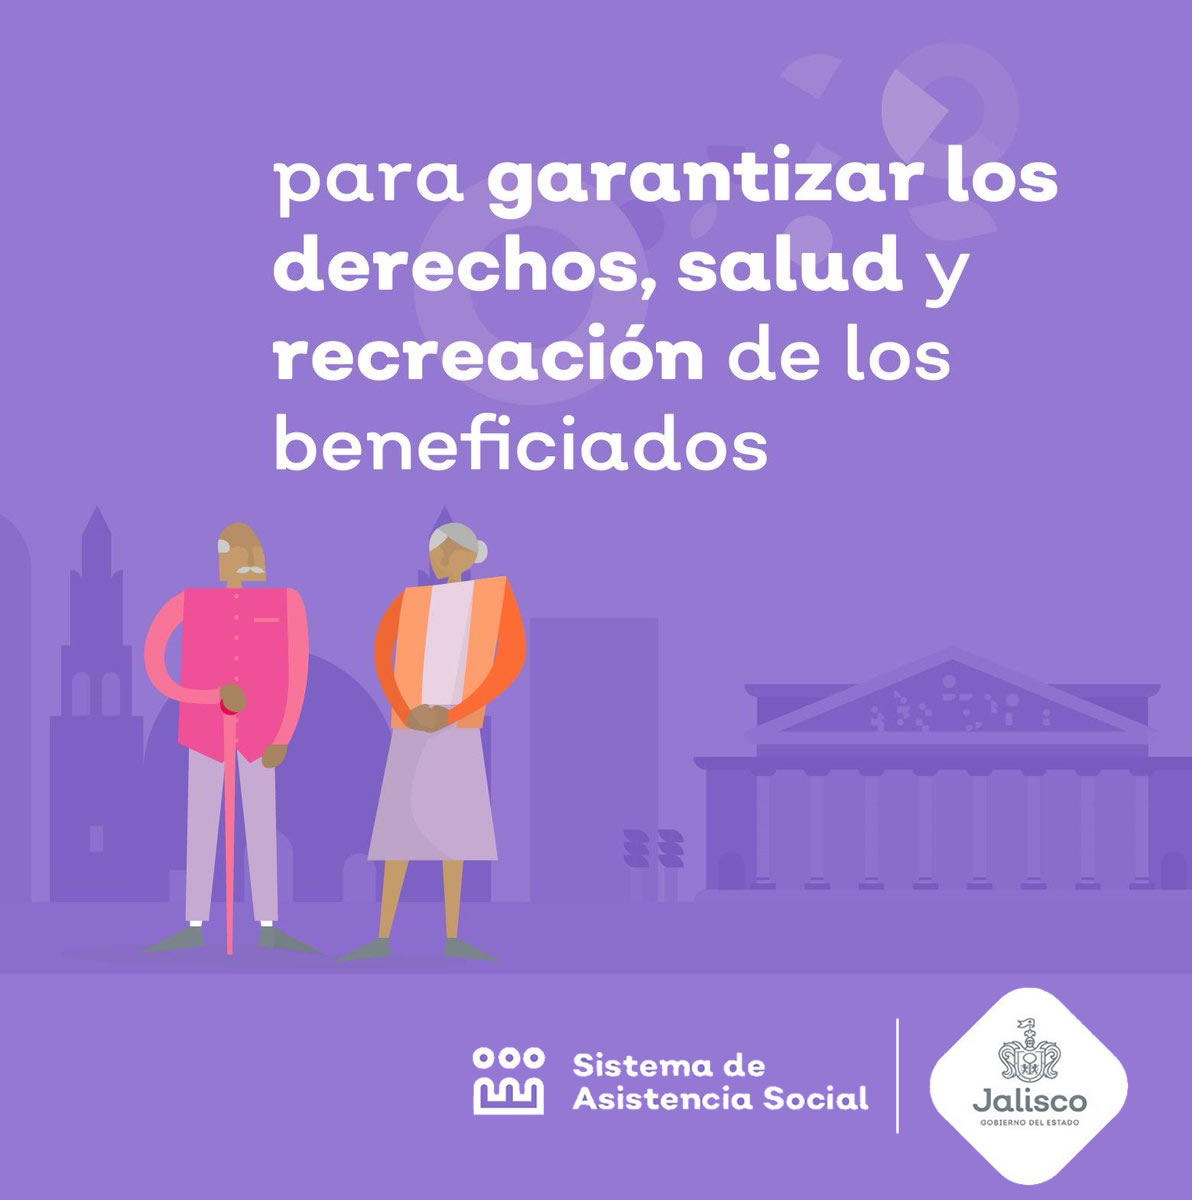 para garantizar los
derechos, salud y
recreación de los
beneficiados
Sistema de
Asistencia Social
Jalisco
GOBIERNO DEL ESTADO